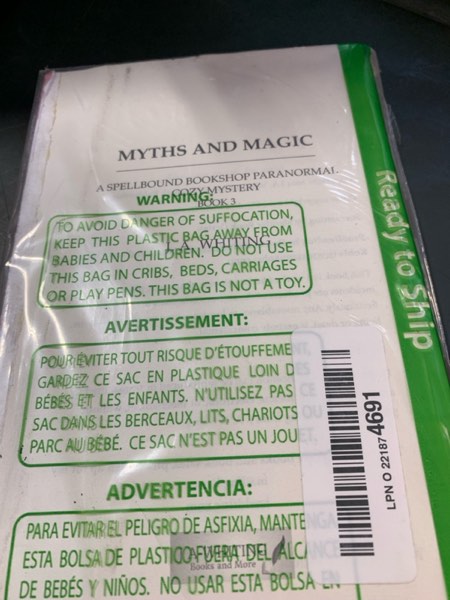 MYTHS AND MAGIC
A SPELLBOUND BOOKSHOP PARANORMAL
COZY MYSTERY
BOOK 3
J. A. WHITING
WARNING:
TO AVOID DANGER OF SUFFOCATION,
KEEP THIS PLASTIC BAG AWAY FROM
BABIES AND CHILDREN. DO NOT USE
THIS BAG IN CRIBS, BEDS, CARRIAGES
OR PLAY PENS. THIS BAG IS NOT A TOY.
AVERTISSEMENT:
POUR ÉVITER TOUT RISQUE D'ÉTOUFFEMENT,
GARDEZ CE SAC EN PLASTIQUE LOIN DES
BÉBÉS ET LES ENFANTS. N'UTILISEZ PAS CE
SAC DANS LES BERCEAUX, LITS, CHARIOTS OU
PARC AU BÉBÉ. CE SAC N'EST PAS UN JOUET.
ADVERTENCIA:
PARA EVITAR EL PELIGRO DE ASFIXIA, MANTENGA
ESTA BOLSA DE PLASTICO FUERA DEL ALCANCE
DE BEBÉS Y NIÑOS. NO USAR ESTA BOLSA EN
J.A. WHITING
Books and More
Ready to Ship
LPN O 22187 4691